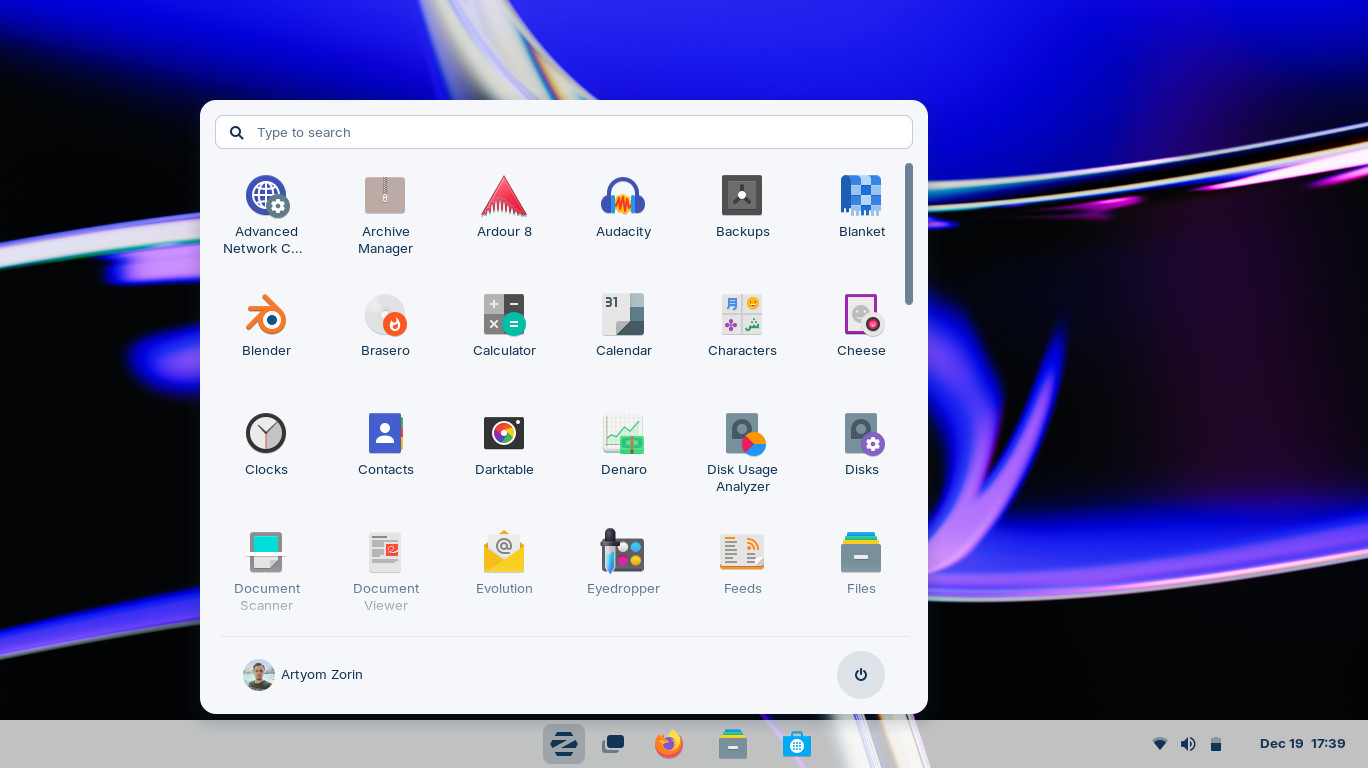 Type to search
Advanced
Network C...
Archive
Manager
Ardour 8
Audacity
Backups
Blanket
Blender
Brasero
31
Calculator
Calendar
Characters
Cheese
Clocks
Contacts
Darktable
Denaro
Disk Usage
Analyzer
Disks
Document
Scanner
Document
Viewer
@
Evolution
Eyedropper
Feeds
Files
Artyom Zorin
Dec 19 17:39